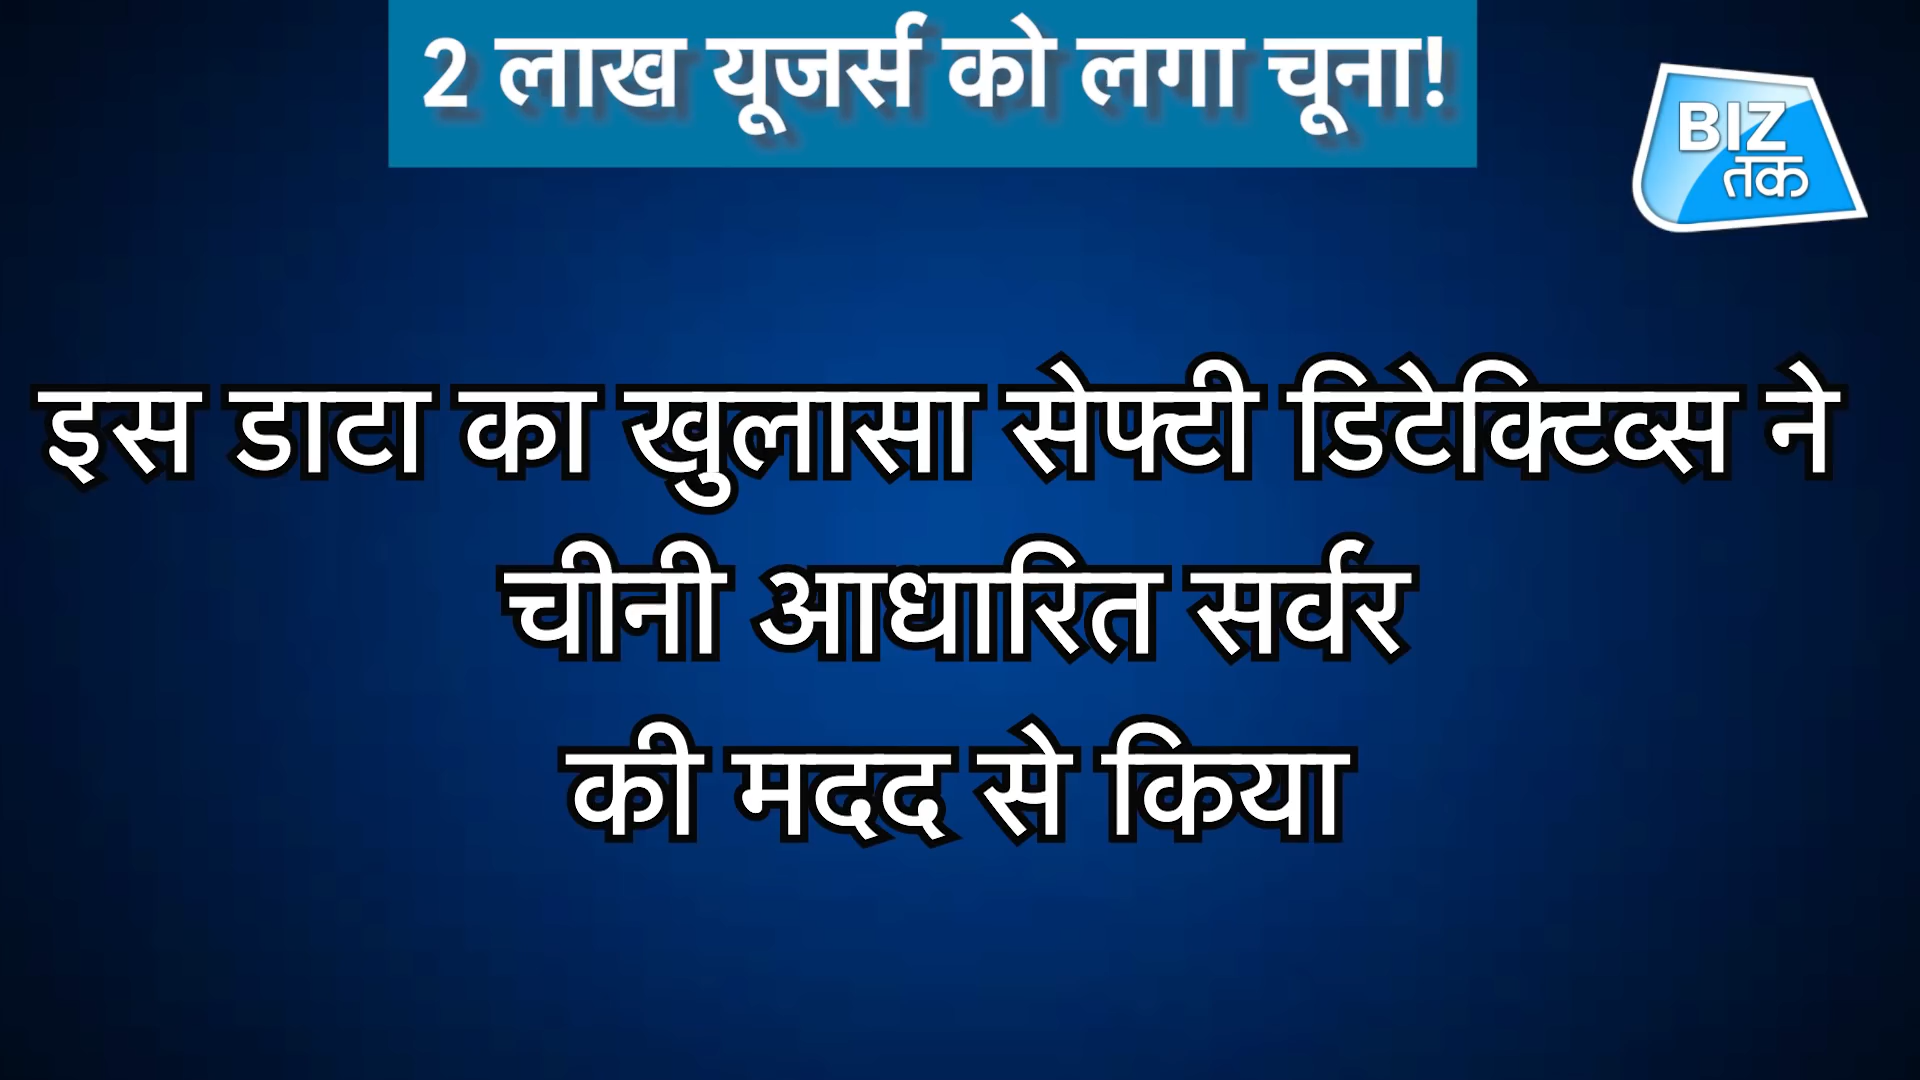 2 लाख यूजर्स को लगा चूना!
BIZ
तक
इस डाटा का खुलासा सेफ्टी डिटेक्टिव्स ने
चीनी आधारित सर्वर
की मदद से किया